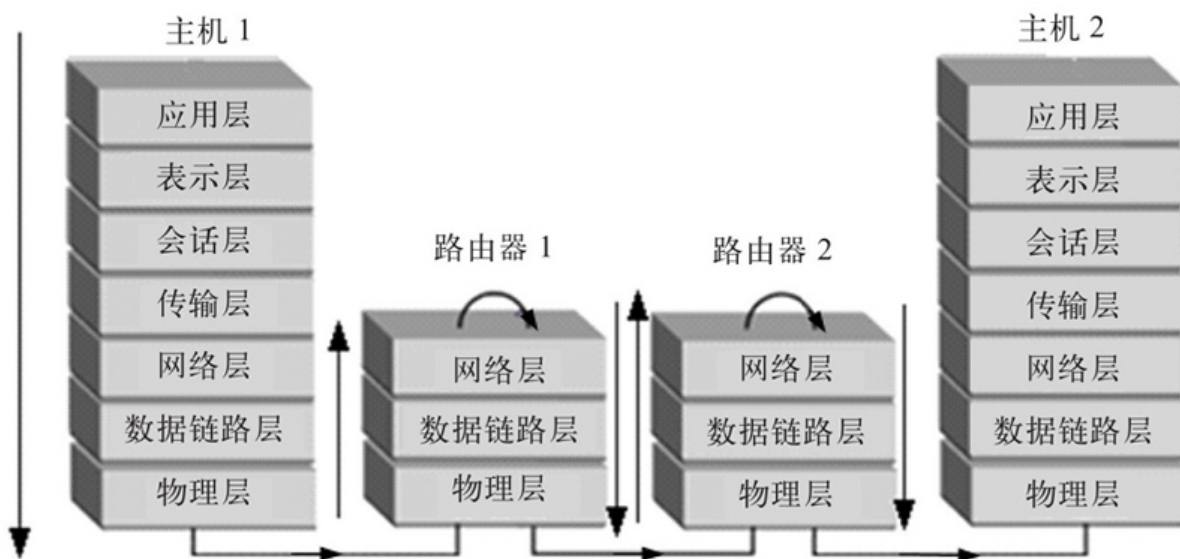 主机 1
应用层
表示层
会话层
传输层
网络层
数据链路层
物理层
路由器 1
网络层
数据链路层
物理层
路由器 2
网络层
数据链路层
物理层
主机 2
应用层
表示层
会话层
传输层
网络层
数据链路层
物理层